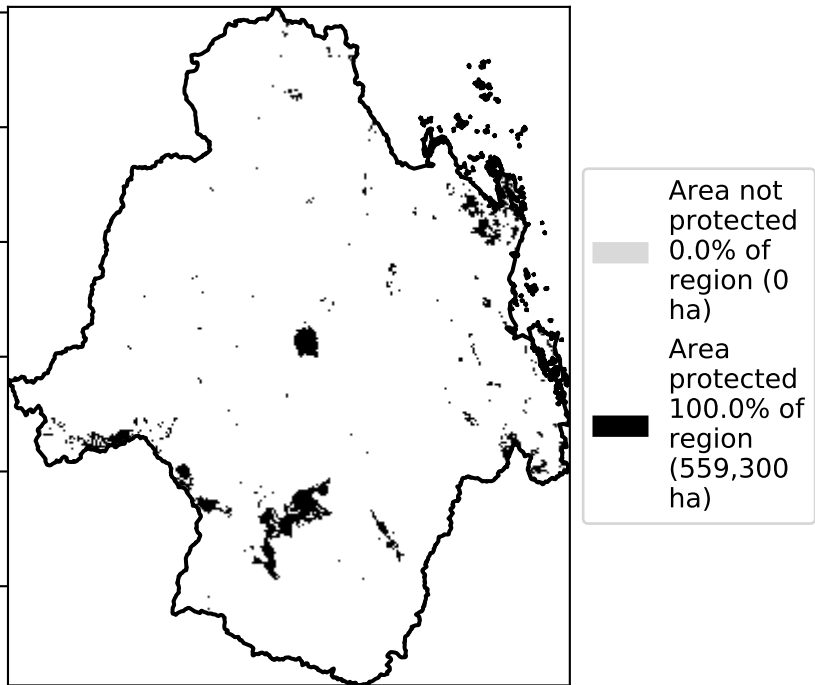 Area not
protected
0.0% of
region (0
ha)
Area
protected
100.0% of
region
(559,300
ha)